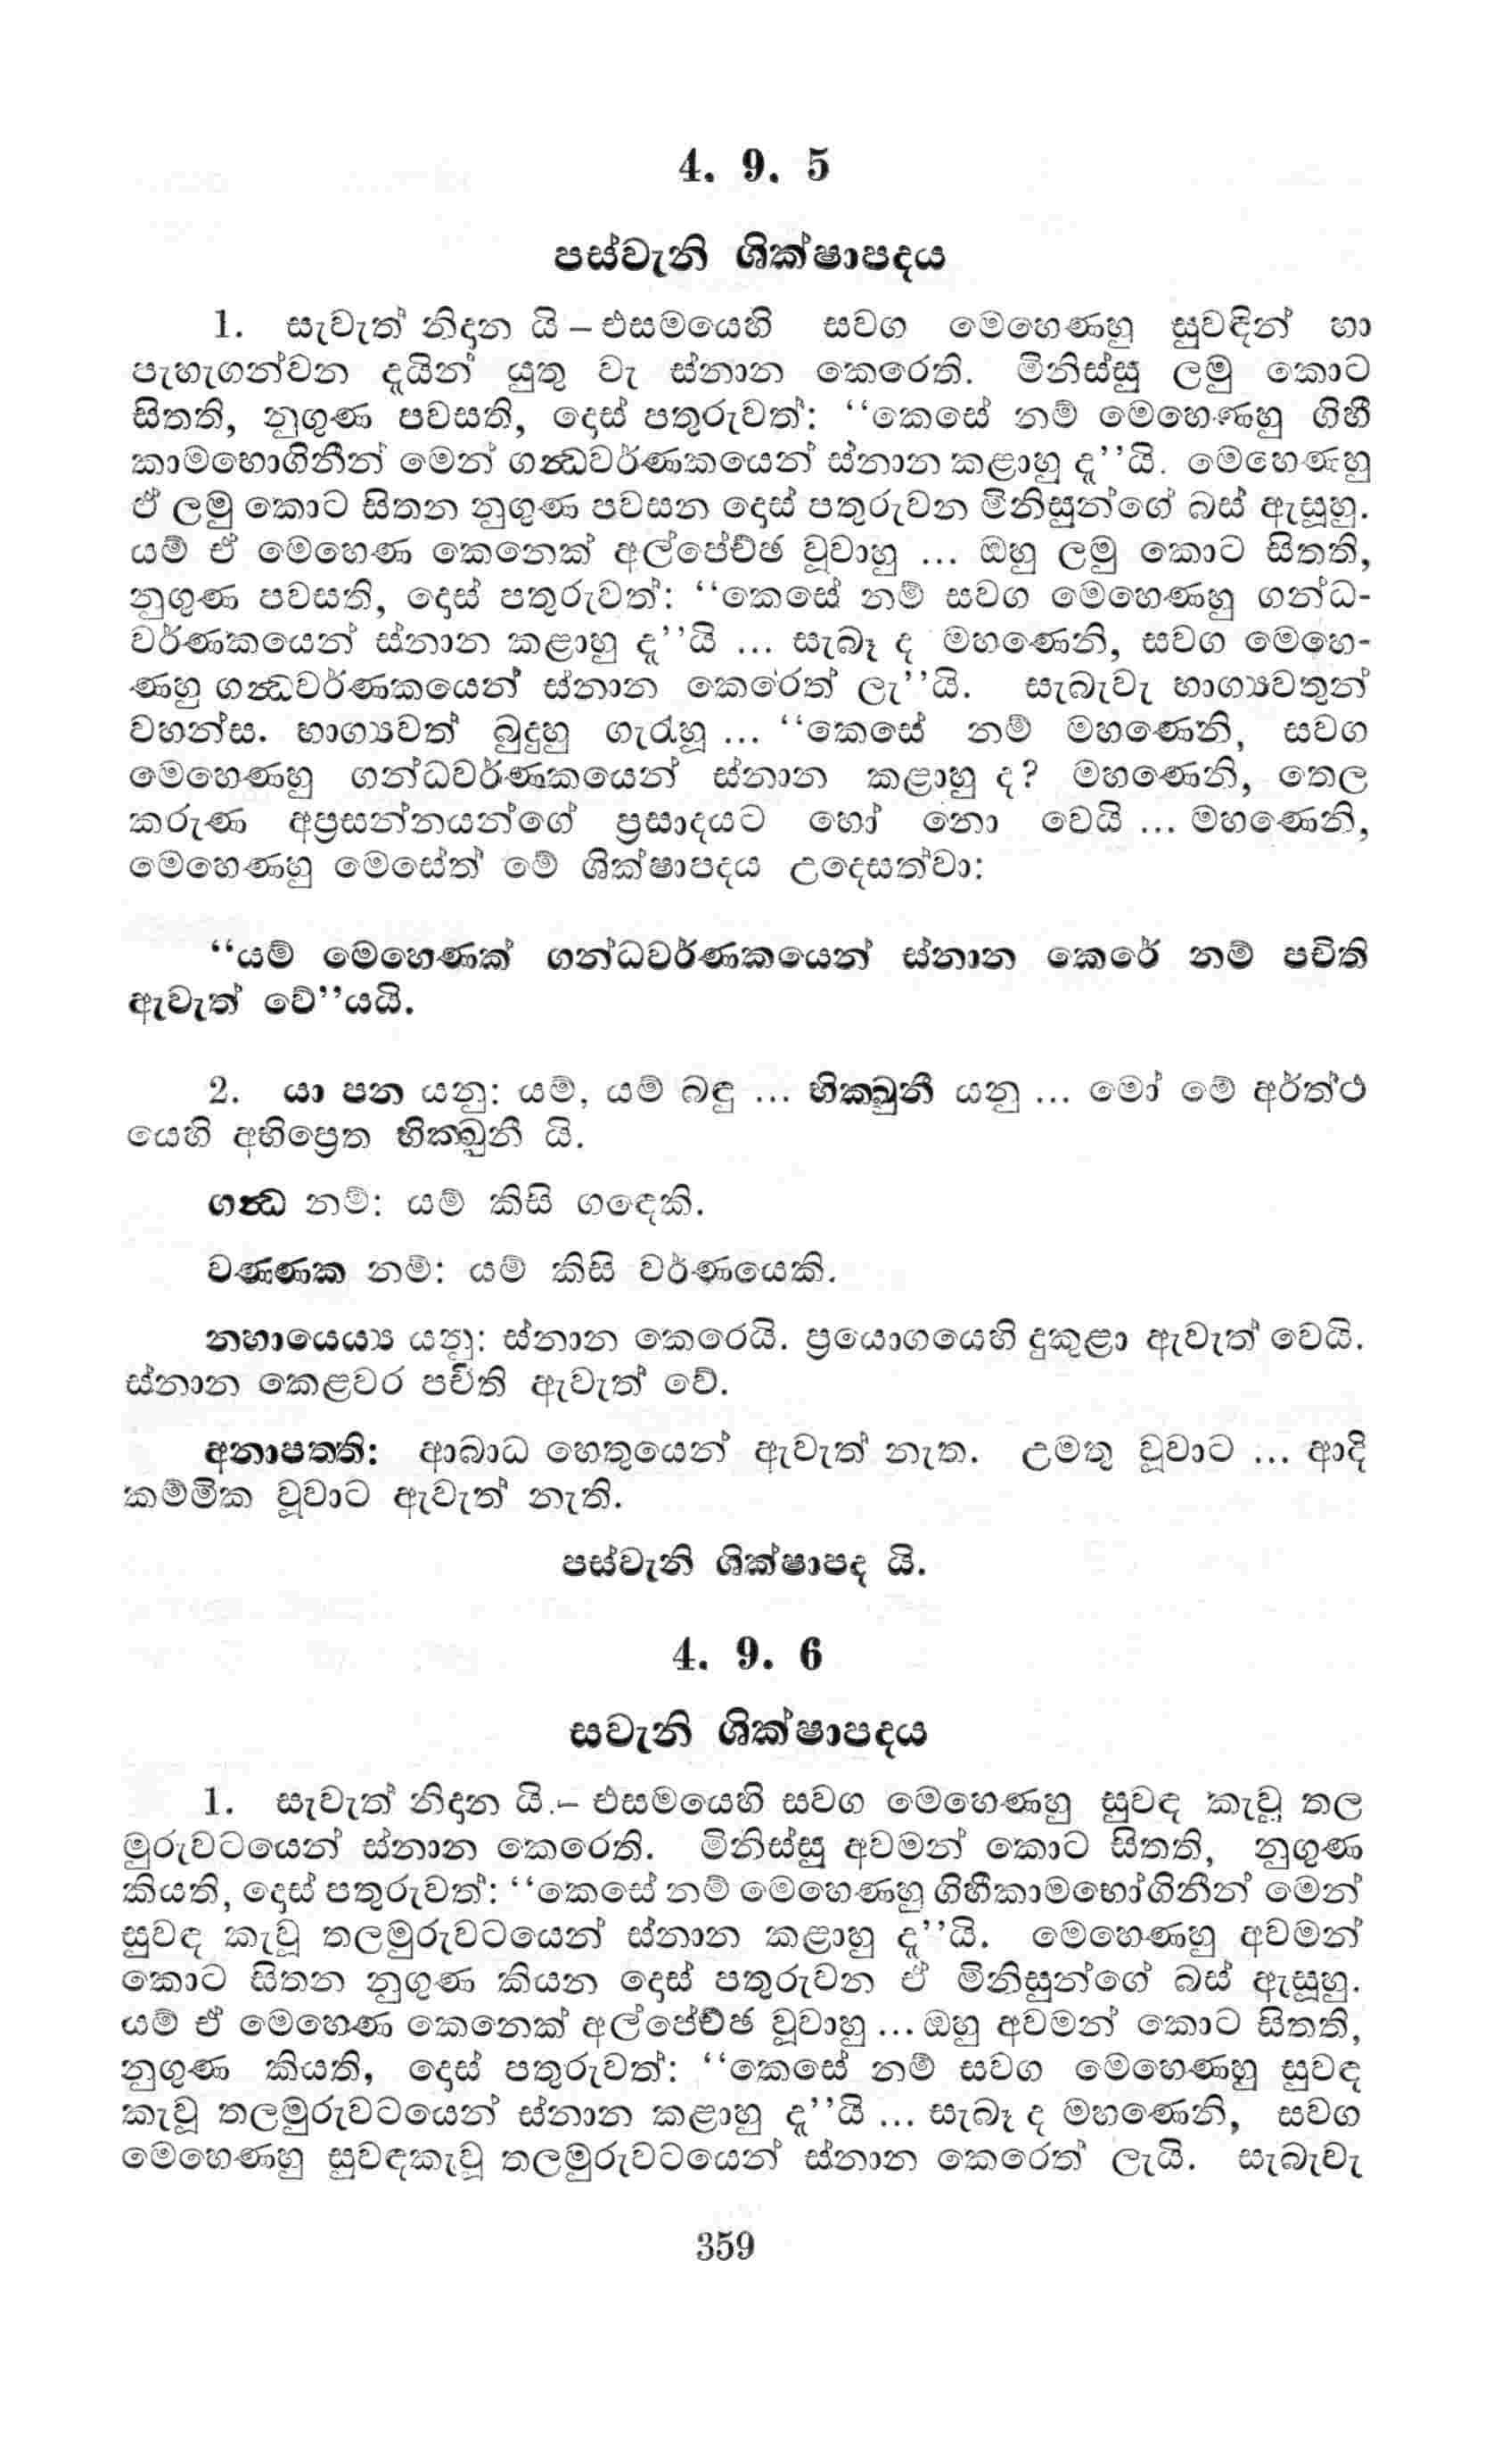 4. 9. 5
පස්වැනි ශික්ෂාපදය
1. සැවැත් නිදාන යි – එසමයෙහි සවග මෙහෙණහු සුවඳින් හා
පැහැගන්වන දැයින් යුතු වැ ස්නාන කෙරෙති. මිනිස්සු ලමු කොට
සිතති, නුගුණ පවසති, දොස් පතුරුවත්: “කෙසේ නම් මෙහෙණහු ගිහී
කාමභොගිනීන් මෙන් ගන්‍ධවර්ණකයෙන් ස්නාන කළාහු දැ”යි. මෙහෙණහු
ඒ ලමු කොට සිතන නුගුණ පවසන දොස් පතුරුවන මිනිසුන්ගේ බස් ඇසූහු.
යම් ඒ මෙහෙණ කෙනෙක් අල්පේච්ඡ වූවාහු ... ඔහු ලමු කොට සිතති,
නුගුණ පවසති, දොස් පතුරුවත්: “කෙසේ නම් සවග මෙහෙණහු ගන්ධ-
වර්ණකයෙන් ස්නාන කළාහු දැ”යි ... සැබෑ ද මහණෙනි, සවග මෙහෙ-
ණහු ගන්‍ධවර්ණකයෙන් ස්නාන කෙරෙත් ලැ”යි. සැබැවැ භාග්‍යවතුන්
වහන්ස. භාග්‍යවත් බුදුහු ගැරහූ ... “කෙසේ නම් මහණෙනි, සවග
මෙහෙණහු ගන්ධවර්ණකයෙන් ස්නාන කළාහු ද? මහණෙනි, තෙල
කරුණ අප්‍රසන්නයන්ගේ ප්‍රසාදයට හෝ නො වෙයි ... මහණෙනි,
මෙහෙණහු මෙසේත් මේ ශික්ෂාපදය උදෙසත්වා:
“යම් මෙහෙණක් ගන්ධවර්ණකයෙන් ස්නාන කෙරේ නම් පචිති
ඇවැත් වේ”යයි.
2. යා පන යනු: යම්, යම් බඳු ... භික්‍ඛුනී යනු ... මෝ මේ අර්ත්ථ
යෙහි අභිප්‍රෙත භික්‍ඛුනී යි.
ගන්‍ධ නම්: යම් කිසි ගඳෙකි.
වණ්ණක නම්: යම් කිසි වර්ණයෙකි.
නහායෙය්‍ය යනු: ස්නාන කෙරෙයි. ප්‍රයොගයෙහි දුකුළා ඇවැත් වෙයි.
ස්නාන කෙළවර පචිති ඇවැත් වේ.
අනාපත්ති: ආබාධ හෙතුයෙන් ඇවැත් නැත. උමතු වූවාට ... ආදි
කම්මික වූවාට ඇවැත් නැති.
පස්වැනි ශික්ෂාපද යි.
4. 9. 6
සවැනි ශික්ෂාපදය
1. සැවැත් නිදාන යි.– එසමයෙහි සවග මෙහෙණහු සුවඳ කැවූ තල
මුරුවටයෙන් ස්නාන කෙරෙති. මිනිස්සු අවමන් කොට සිතති, නුගුණ
කියති, දොස් පතුරුවත්: “කෙසේ නම් මෙහෙණහු ගිහීකාමභෝගිනීන් මෙන්
සුවඳ කැවූ තලමුරුවටයෙන් ස්නාන කළාහු දැ”යි. මෙහෙණහු අවමන්
කොට සිතන නුගුණ කියන දොස් පතුරුවන ඒ මිනිසුන්ගේ බස් ඇසූහු.
යම් ඒ මෙහෙණ කෙනෙක් අල්පේච්ඡ වූවාහු ... ඔහු අවමන් කොට සිතති,
නුගුණ කියති, දොස් පතුරුවත්: “කෙසේ නම් සවග මෙහෙණහු සුවඳ
කැවූ තලමුරුවටයෙන් ස්නාන කළාහු දැ”යි ... සැබෑ ද මහණෙනි, සවග
මෙහෙණහු සුවඳකැවූ තලමුරුවටයෙන් ස්නාන කෙරෙත් ලැයි. සැබැවැ
359